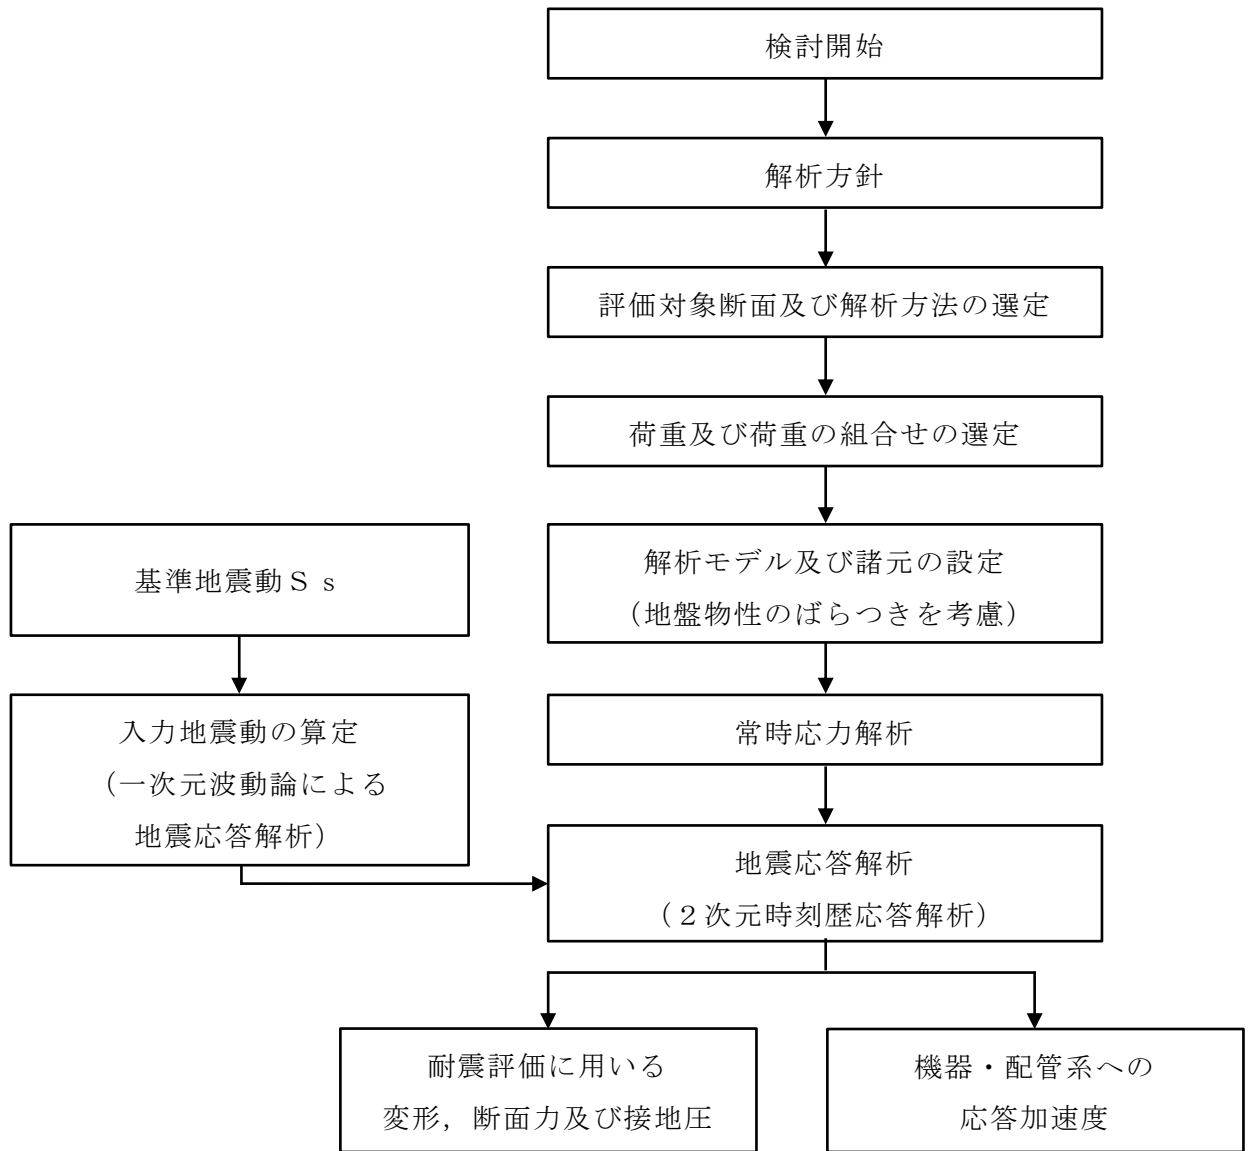 検討開始
解析方針
評価対象断面及び解析方法の選定
荷重及び荷重の組合せの選定
解析モデル及び諸元の設定
(地盤物性のばらつきを考慮)
基準地震動Ss
入力地震動の算定
(一次元波動論による
地震応答解析)
常時応力解析
地震応答解析
(2次元時刻歴応答解析)
耐震評価に用いる
変形,断面力及び接地圧
機器・配管系への
応答加速度